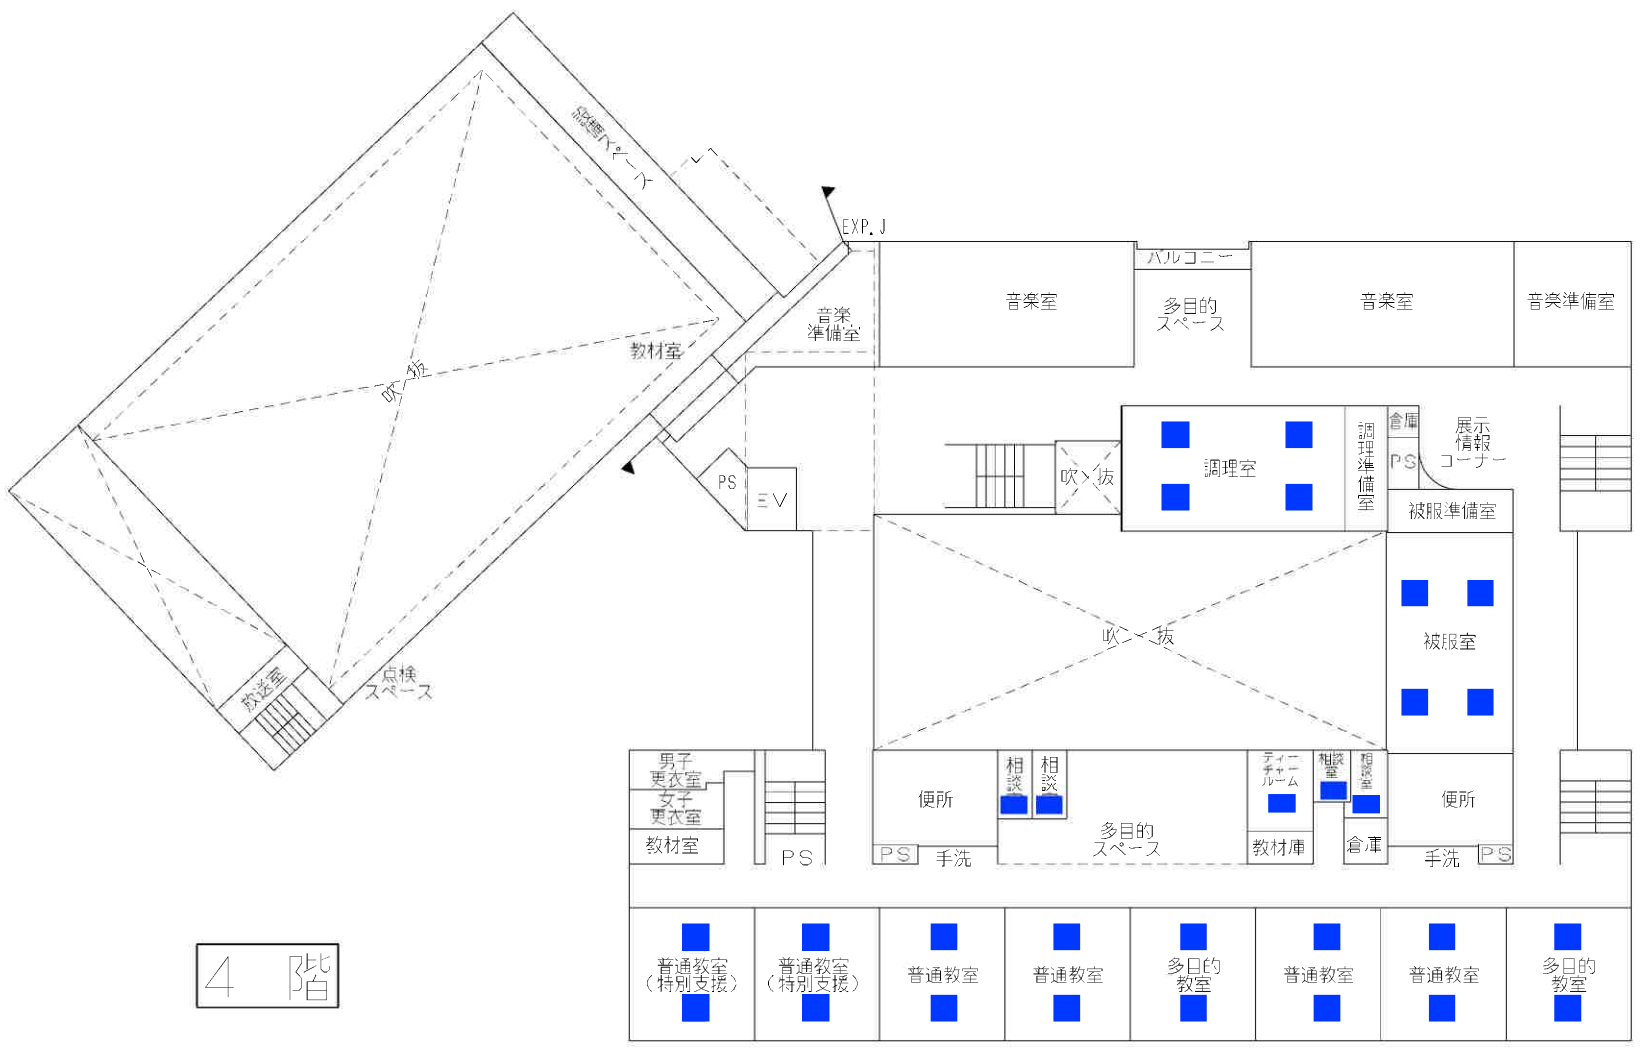 設備スペース
EXP.J
バルコニー
音楽室
多目的
スペース
音楽室
音楽準備室
音楽
準備室
教材室
吹抜
倉庫
展示
情報
コーナー
調理準備室
調理室
PS
吹抜
PS
EV
被服準備室
吹抜
被服室
点検
スペース
放送室
男子
更衣室
女子
更衣室
教材室
PS
便所
相談室
相談室
ティーチャールーム
相談室
相談室
便所
多目的
スペース
PS
手洗
教材庫
倉庫
手洗
PS
普通教室
(特別支援)
普通教室
(特別支援)
普通教室
普通教室
多目的
教室
普通教室
普通教室
多目的
教室
4 階